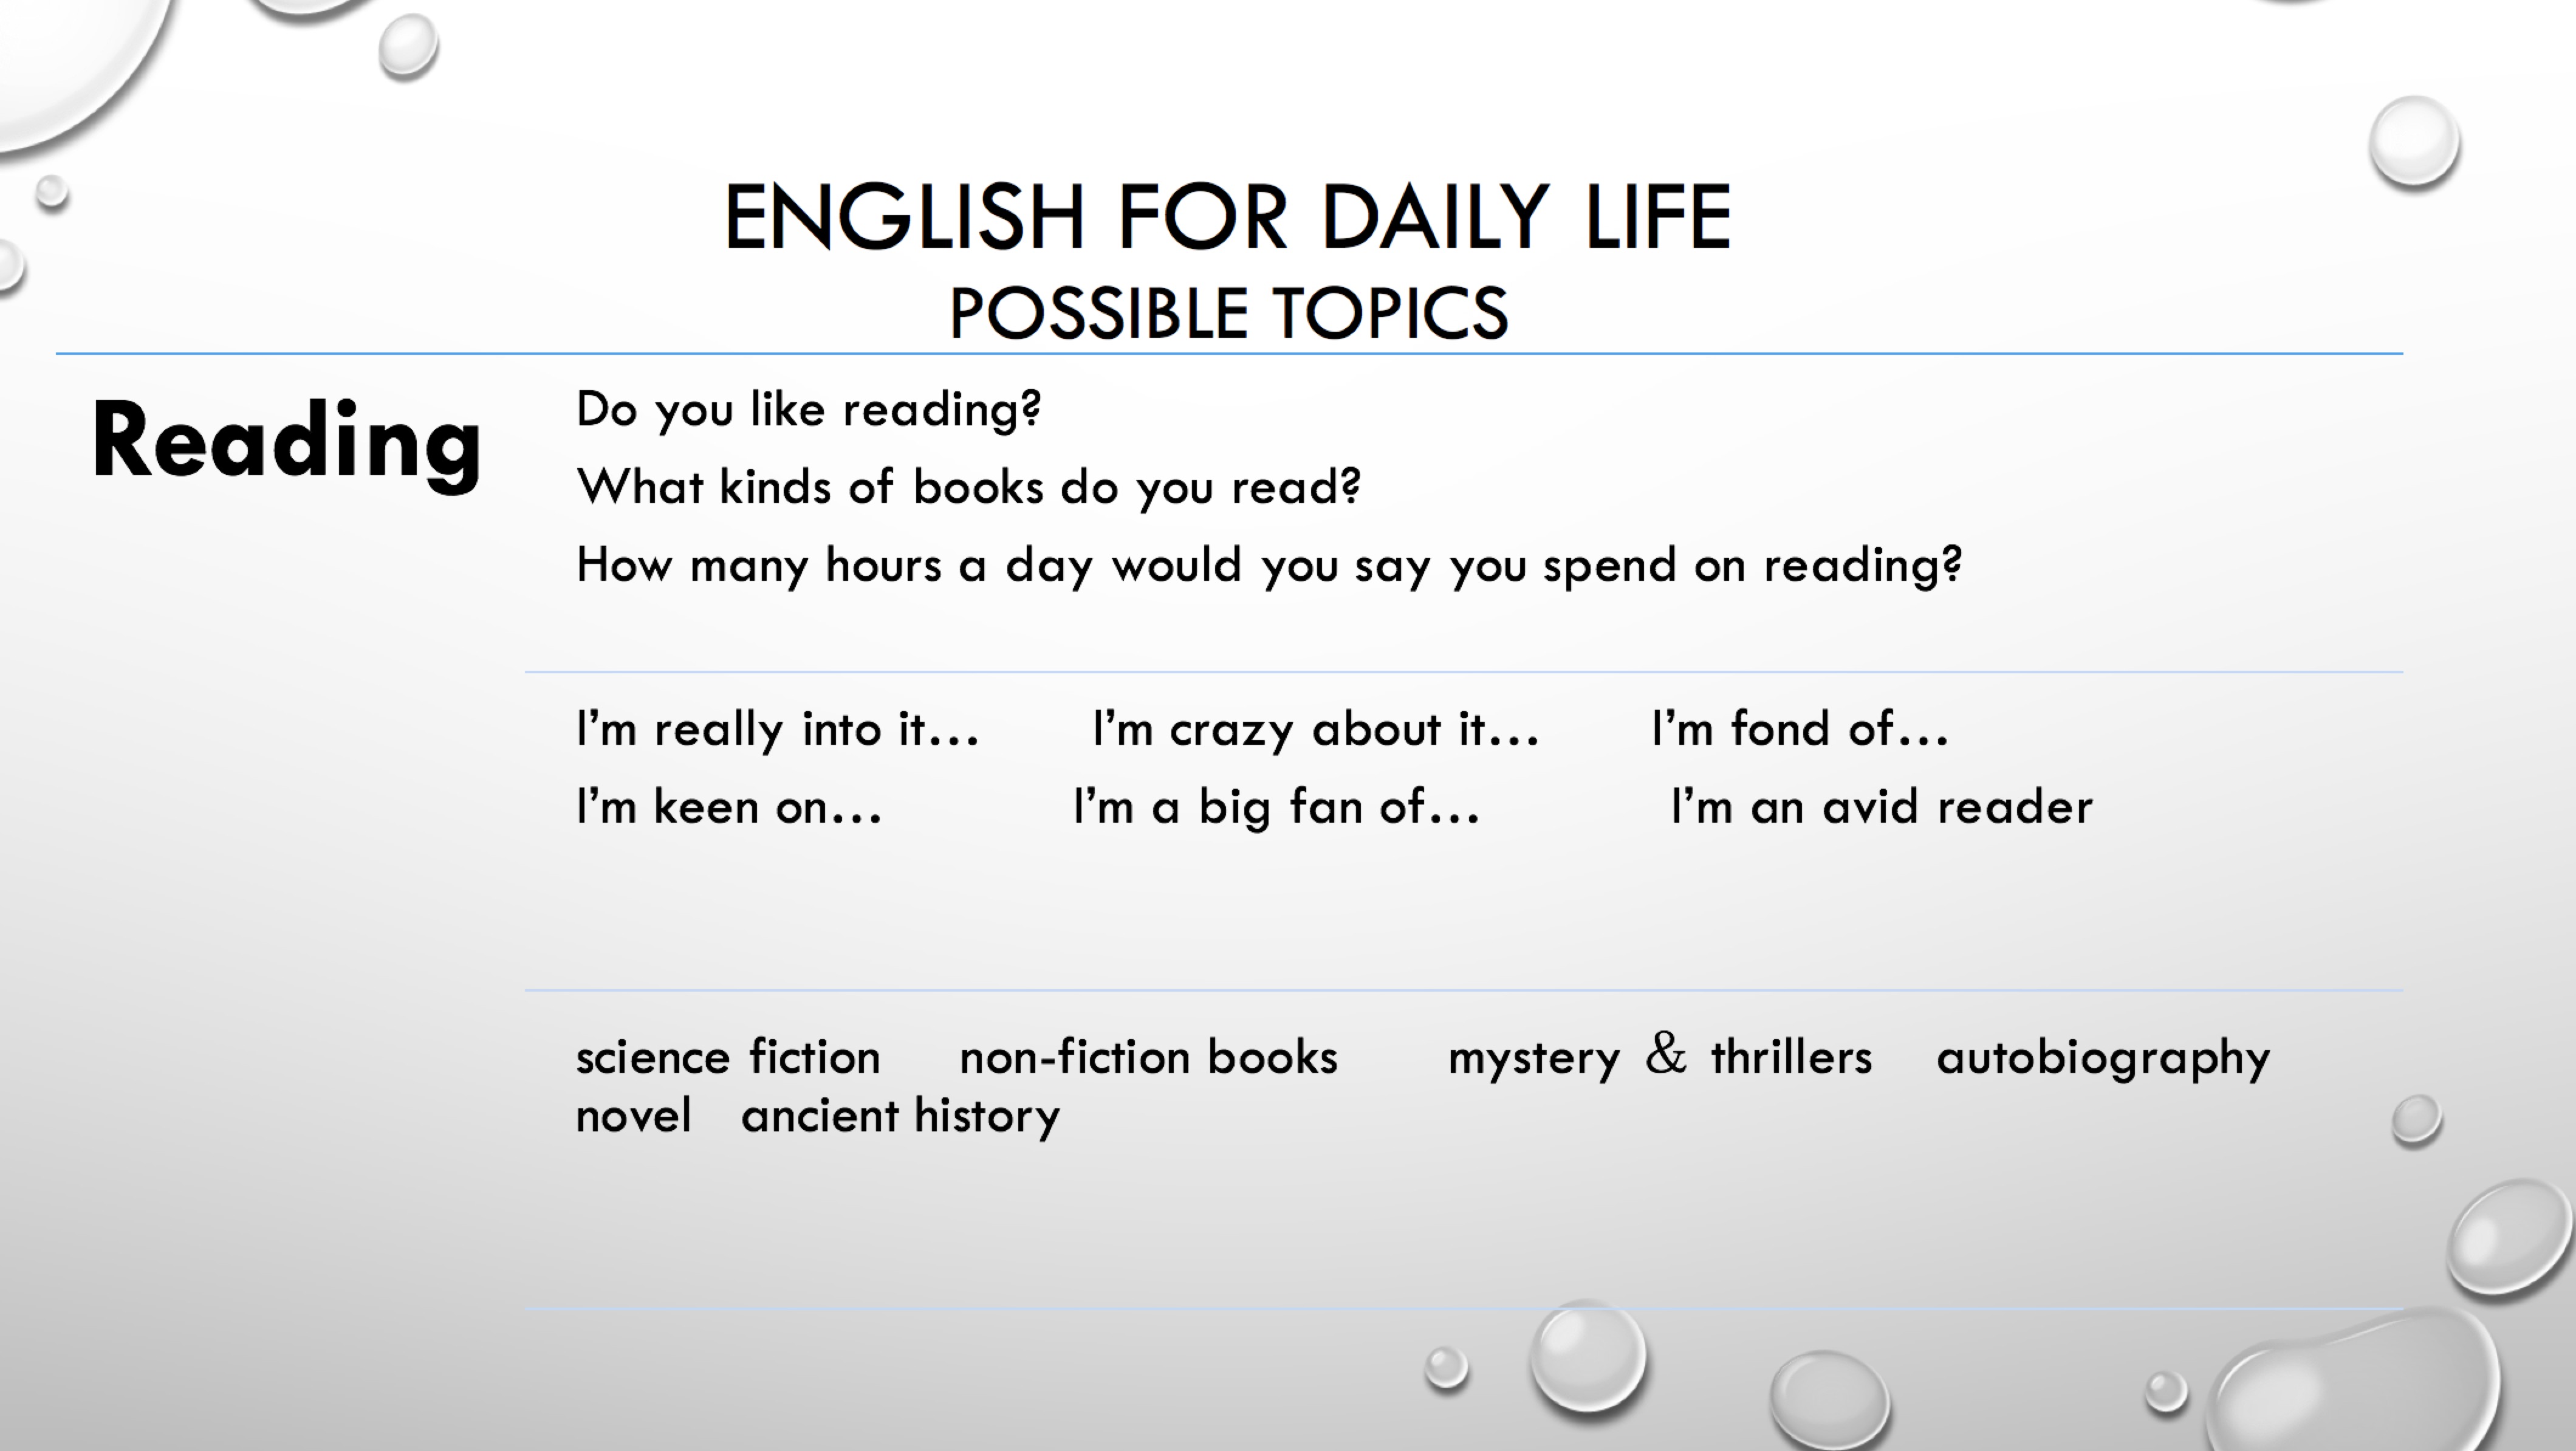 ENGLISH FOR DAILY LIFE
POSSIBLE TOPICS
Reading
Do you like reading?
What kinds of books do you read?
How many hours a day would you say you spend on reading?
I’m really into it… I’m crazy about it… I’m fond of…
I’m keen on… I’m a big fan of… I’m an avid reader
science fiction non-fiction books mystery & thrillers autobiography
novel ancient history